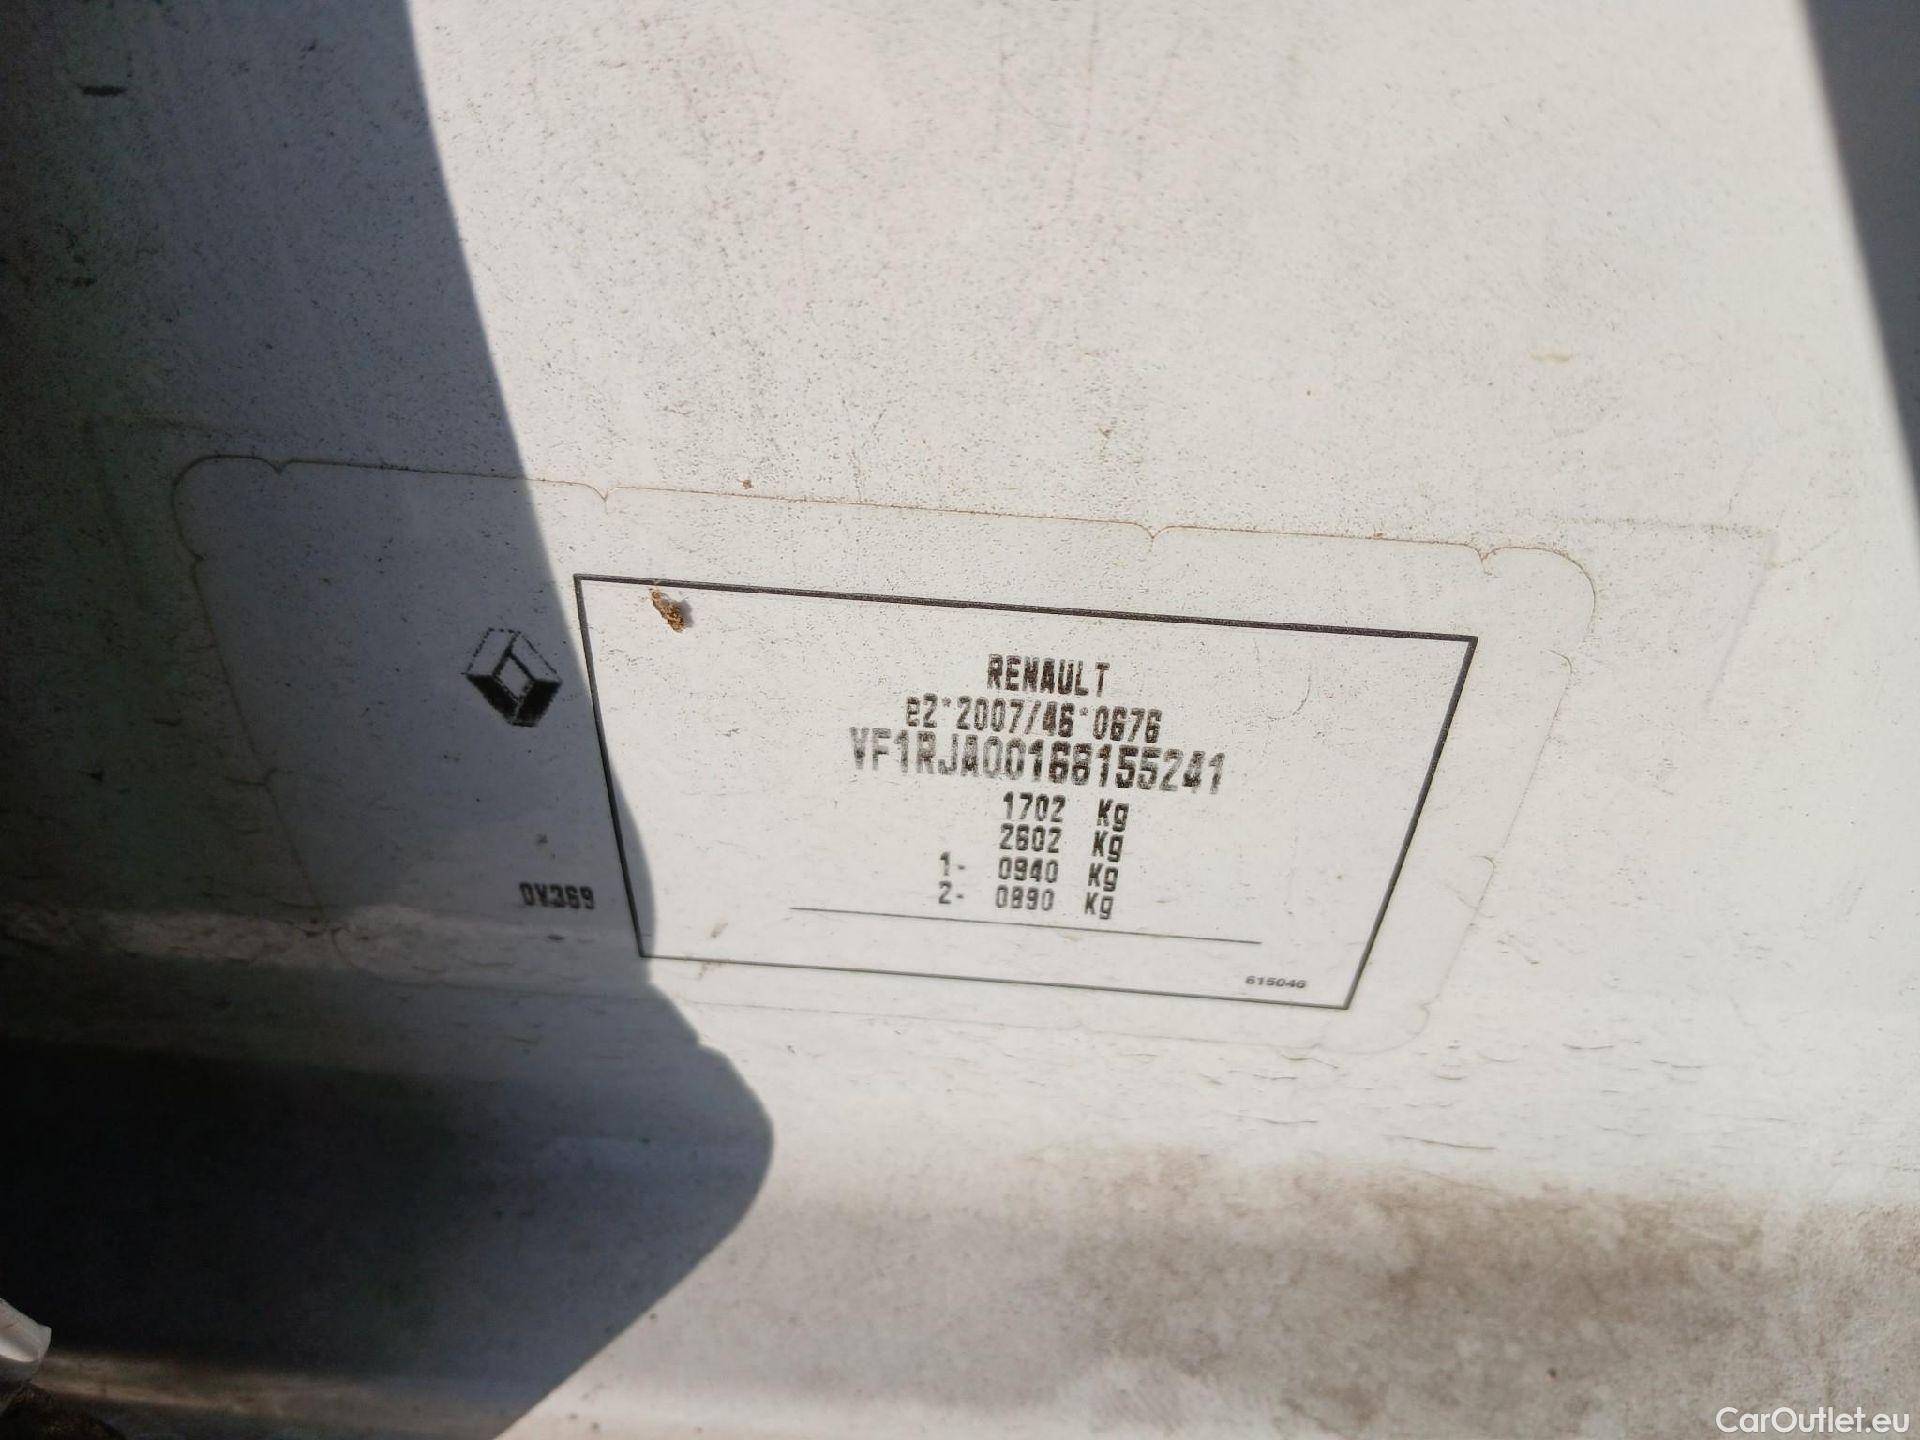 RENAULT
e2*2007/46*0676
VF1RJA00168155241
1702 Kg
2602 Kg
1- 0940 Kg
2- 0890 Kg
0V369
615046
CarOutlet.eu